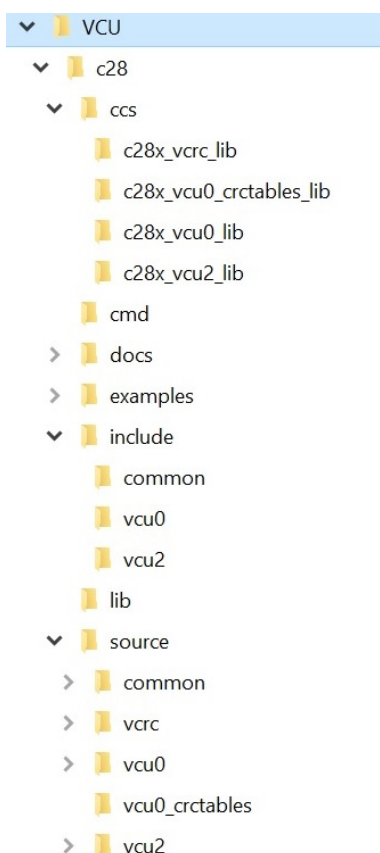 VCU
c28
ccs
c28x_vcrc_lib
c28x_vcu0_crctables_lib
c28x_vcu0_lib
c28x_vcu2_lib
cmd
docs
examples
include
common
vcu0
vcu2
lib
source
common
vcrc
vcu0
vcu0_crctables
vcu2